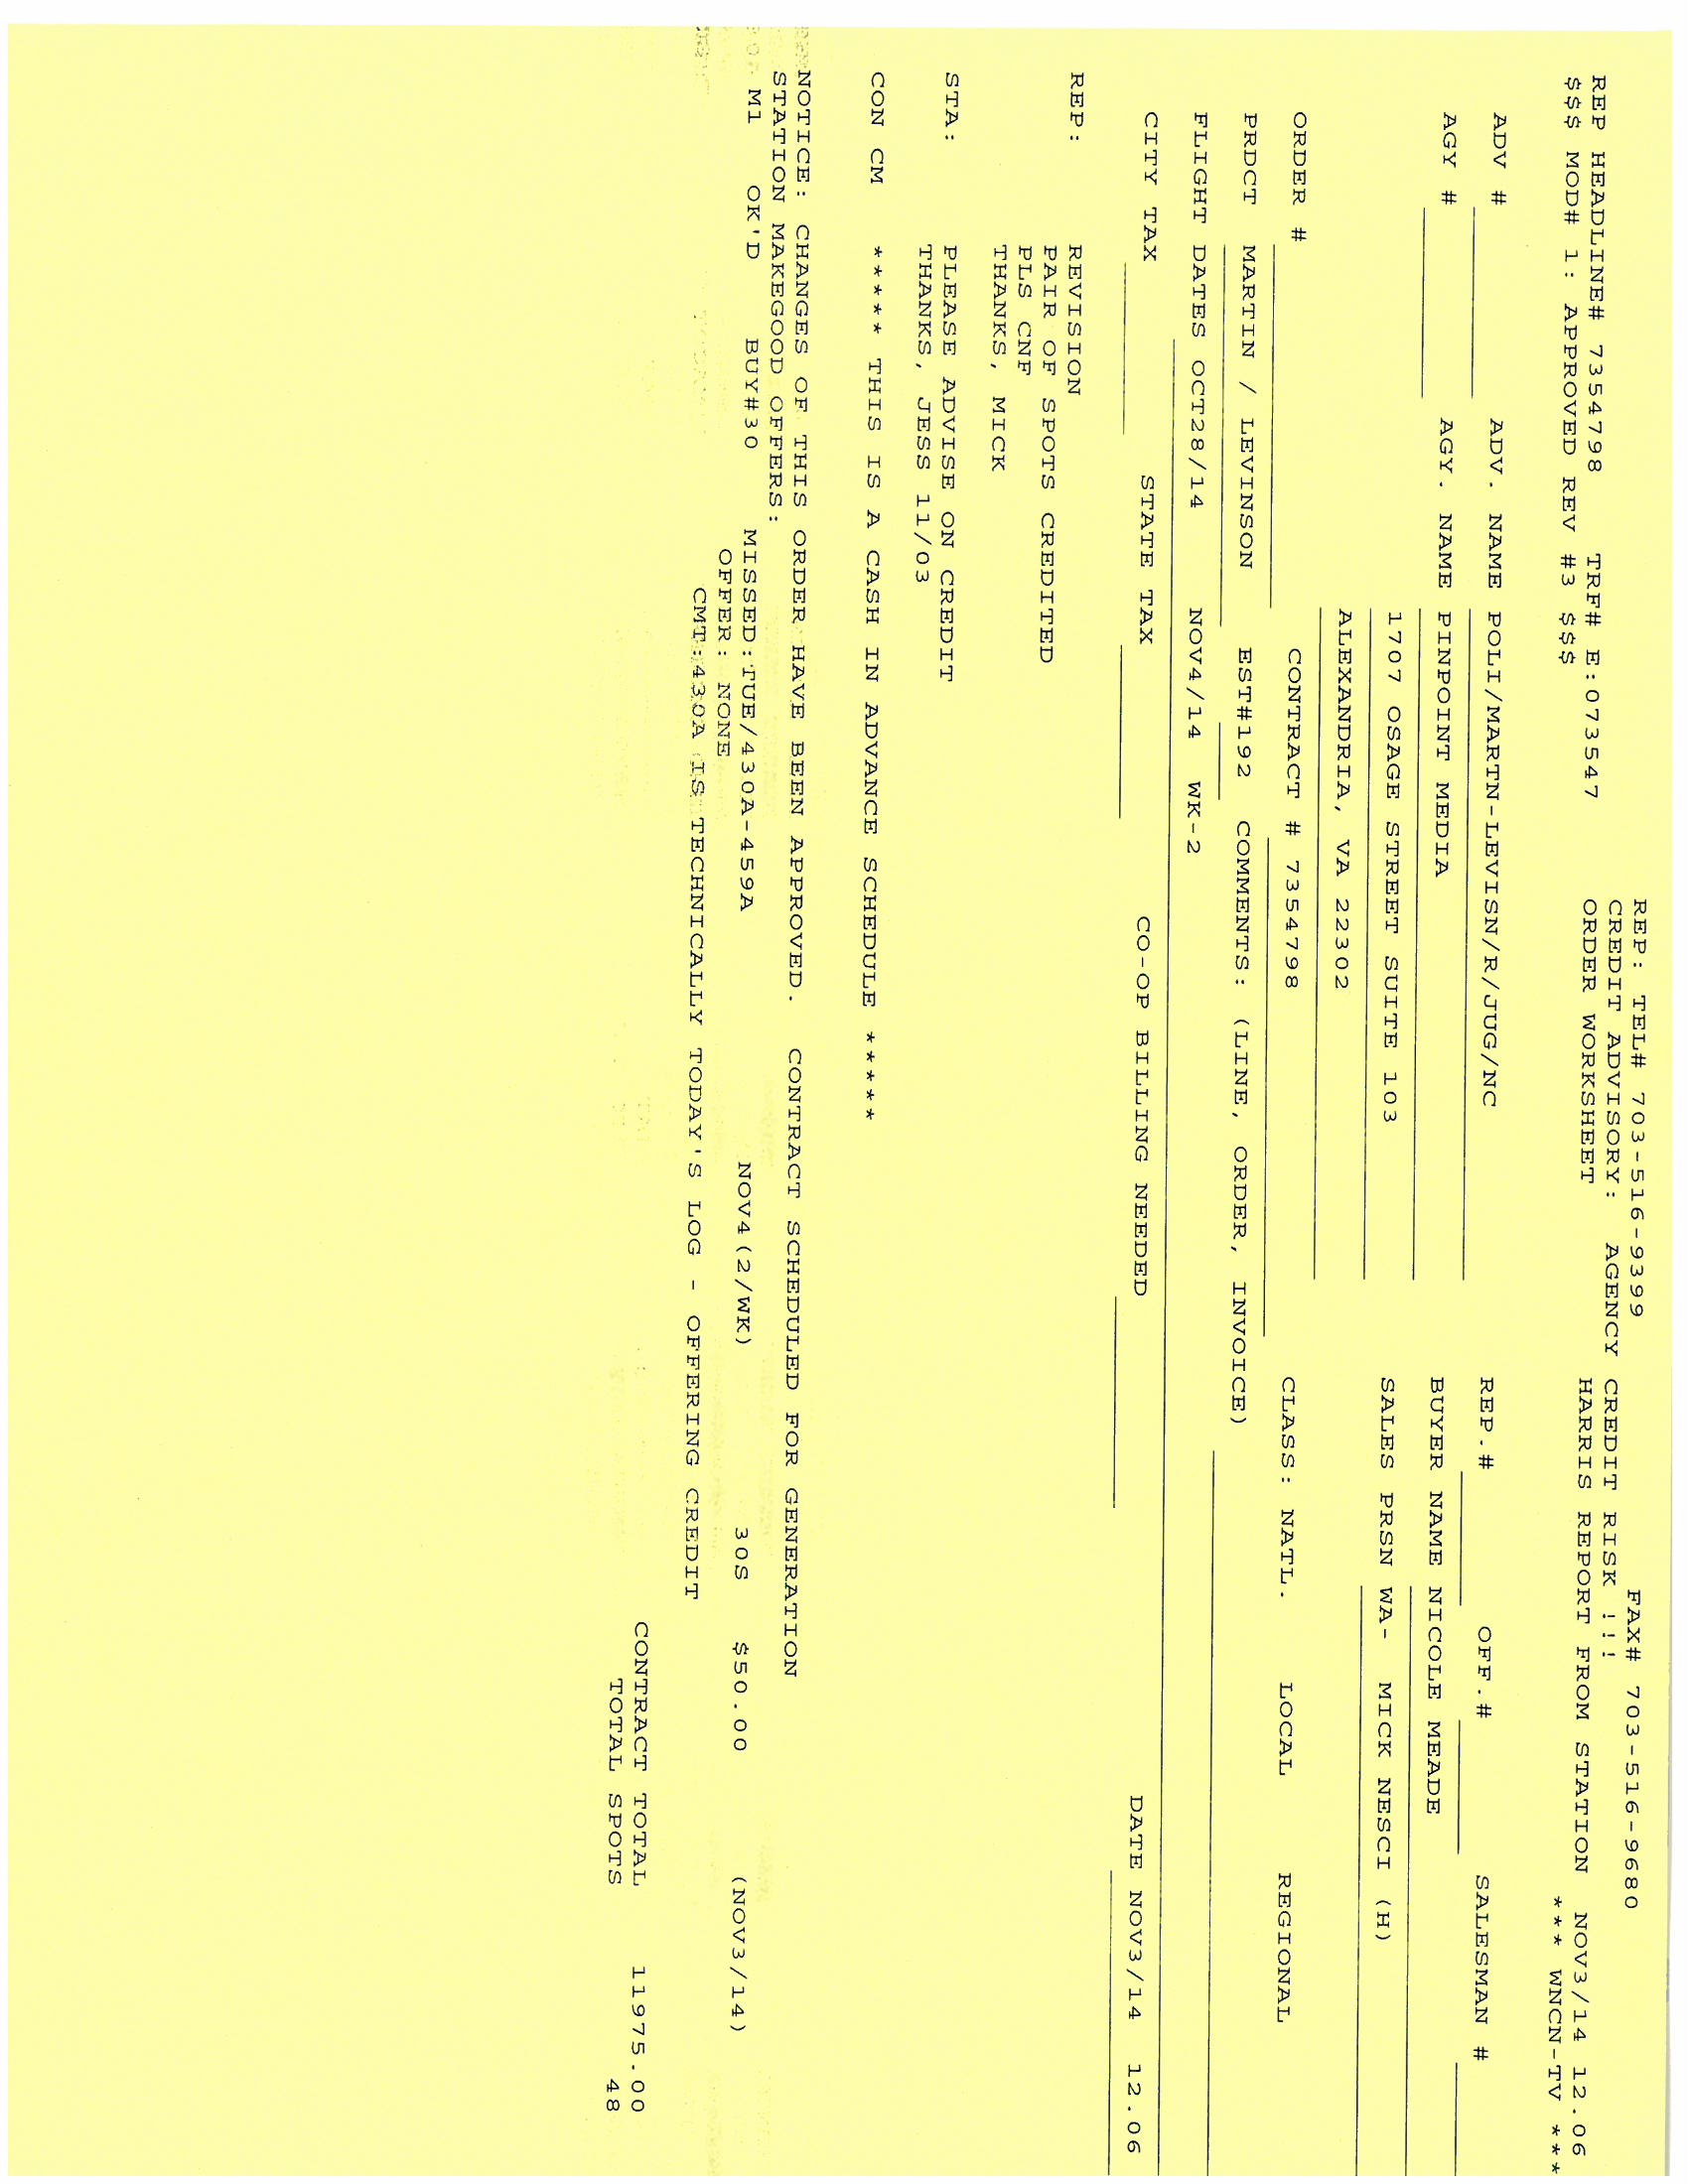 REP: TEL# 703-516-9399 FAX# 703-516-9680
CREDIT ADVISORY: AGENCY CREDIT RISK !!!
REP HEADLINE# 7354798 TRF# E:073547 ORDER WORKSHEET HARRIS REPORT FROM STATION NOV3/14 12.06
$$$ MOD# 1: APPROVED REV #3 $$$ *** WNCN-TV ***
ADV # ADV. NAME POLI/MARTN-LEVISN/R/JUG/NC REP.# OFF.# SALESMAN #
AGY # AGY. NAME PINPOINT MEDIA BUYER NAME NICOLE MEADE
1707 OSAGE STREET SUITE 103 SALES PRSN WA- MICK NESCI (H)
ALEXANDRIA, VA 22302
ORDER # CONTRACT # 7354798 CLASS: NATL. LOCAL REGIONAL
PRDCT MARTIN / LEVINSON EST#192 COMMENTS: (LINE, ORDER, INVOICE)
FLIGHT DATES OCT28/14 NOV4/14 WK-2
CITY TAX STATE TAX CO-OP BILLING NEEDED DATE NOV3/14 12.06
REP: REVISION
PAIR OF SPOTS CREDITED
PLS CNF
THANKS, MICK
STA: PLEASE ADVISE ON CREDIT
THANKS, JESS 11/03
CON CM ***** THIS IS A CASH IN ADVANCE SCHEDULE *****
NOTICE: CHANGES OF THIS ORDER HAVE BEEN APPROVED. CONTRACT SCHEDULED FOR GENERATION
STATION MAKEGOOD OFFERS:
M1 OK'D BUY#30 MISSED:TUE/430A-459A NOV4(2/WK) 30S $50.00 (NOV3/14)
OFFER: NONE
CMT:430A IS TECHNICALLY TODAY'S LOG - OFFERING CREDIT
CONTRACT TOTAL 11975.00
TOTAL SPOTS 48